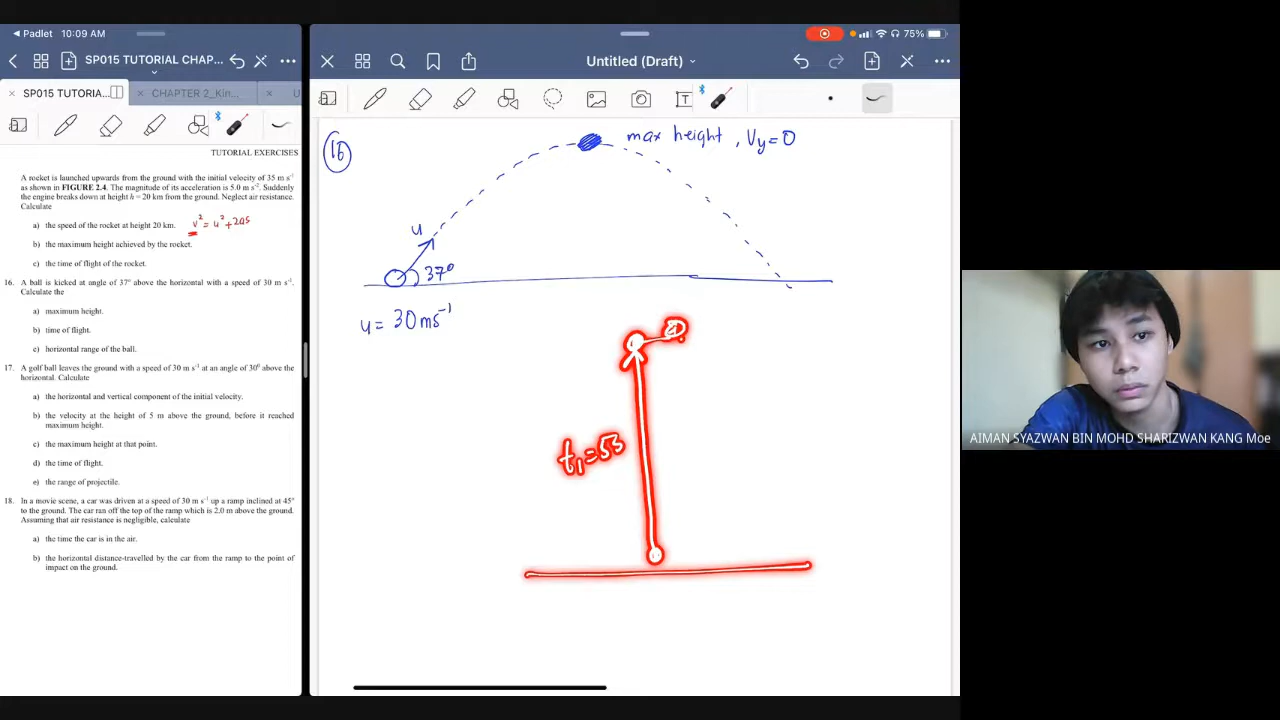 Padlet 10:09 AM
75%
SP015 TUTORIAL CHAP...
Untitled (Draft)
SP015 TUTORIA...
CHAPTER 2_Kin...
U
TUTORIAL EXERCISES
A rocket is launched upwards from the ground with the initial velocity of 35 m s⁻¹
as shown in FIGURE 2.4. The magnitude of its acceleration is 5.0 m s⁻². Suddenly
the engine breaks down at height h = 20 km from the ground. Neglect air resistance.
Calculate
a) the speed of the rocket at height 20 km. v² = u² + 2as
b) the maximum height achieved by the rocket.
c) the time of flight of the rocket.
16. A ball is kicked at angle of 37° above the horizontal with a speed of 30 m s⁻¹.
Calculate the
a) maximum height.
b) time of flight.
c) horizontal range of the ball.
17. A golf ball leaves the ground with a speed of 30 m s⁻¹ at an angle of 30⁰ above the
horizontal. Calculate
a) the horizontal and vertical component of the initial velocity.
b) the velocity at the height of 5 m above the ground, before it reached
maximum height.
c) the maximum height at that point.
d) the time of flight.
e) the range of projectile.
18. In a movie scene, a car was driven at a speed of 30 m s⁻¹ up a ramp inclined at 45°
to the ground. The car ran off the top of the ramp which is 2.0 m above the ground.
Assuming that air resistance is negligible, calculate
a) the time the car is in the air.
b) the horizontal distance-travelled by the car from the ramp to the point of
impact on the ground.
16
max height, Vy=0
u
37°
u = 30 ms⁻¹
t₁=5s
AIMAN SYAZWAN BIN MOHD SHARIZWAN KANG Moe